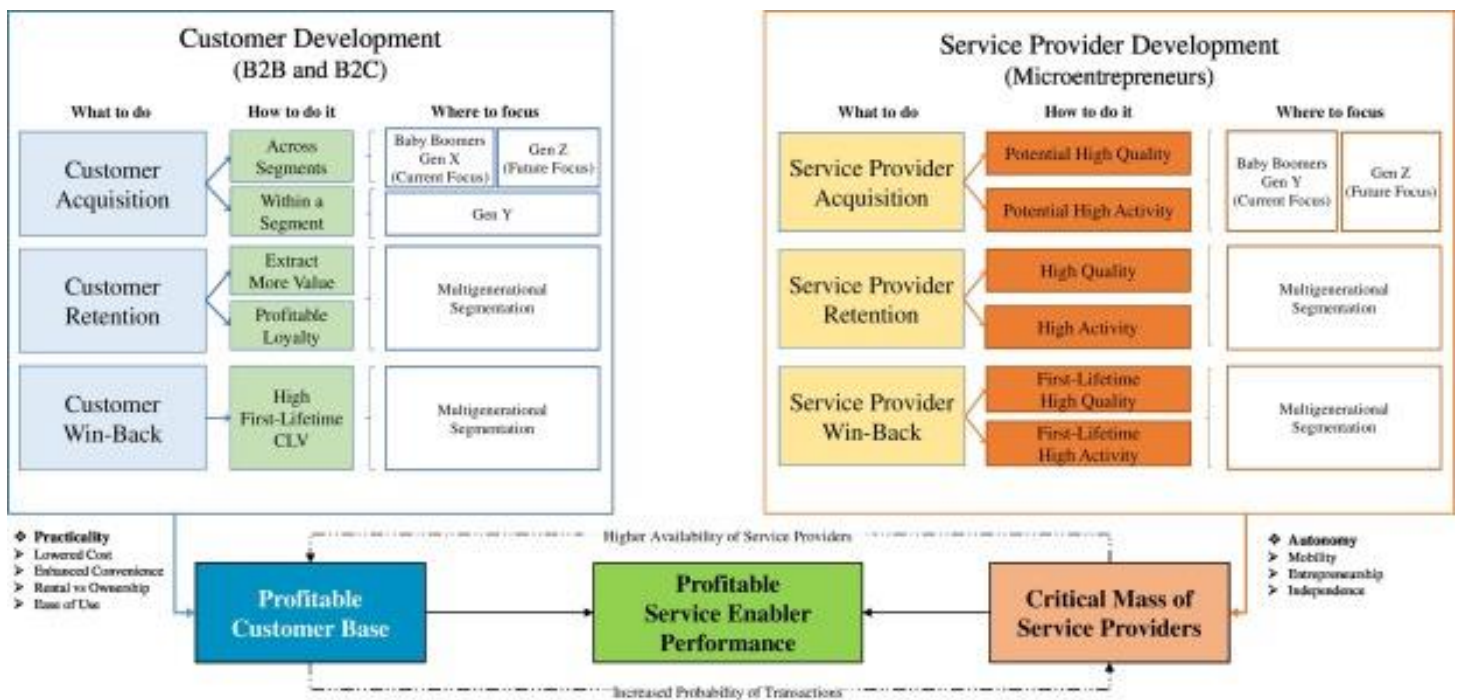 Customer Development
(B2B and B2C)
What to do
How to do it
Where to focus
Customer
Acquisition
Across
Segments
Baby Boomers
Gen X
(Current Focus)
Gen Z
(Future Focus)
Within a
Segment
Gen Y
Customer
Retention
Extract
More Value
Profitable
Loyalty
Multigenerational
Segmentation
Customer
Win-Back
High
First-Lifetime
CLV
Multigenerational
Segmentation
Service Provider Development
(Microentrepreneurs)
What to do
How to do it
Where to focus
Service Provider
Acquisition
Potential High Quality
Potential High Activity
Baby Boomers
Gen Y
(Current Focus)
Gen Z
(Future Focus)
Service Provider
Retention
High Quality
High Activity
Multigenerational
Segmentation
Service Provider
Win-Back
First-Lifetime
High Quality
First-Lifetime
High Activity
Multigenerational
Segmentation
❖ Practicality
➢ Lowered Cost
➢ Enhanced Convenience
➢ Rental vs Ownership
➢ Ease of Use
Higher Availability of Service Providers
❖ Autonomy
➢ Mobility
➢ Entrepreneurship
➢ Independence
Profitable
Customer Base
Profitable
Service Enabler
Performance
Critical Mass of
Service Providers
Increased Probability of Transactions